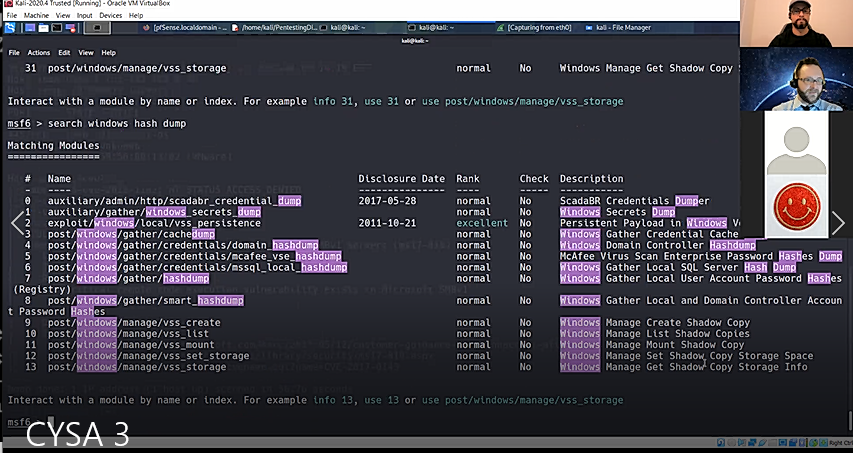 Kali-2020.4 Trusted [Running] - Oracle VM VirtualBox
File Machine View Input Devices Help
[pfSense.localdomain - ... /home/kali/PentestingDI... kali@kali: ~ kali@kali: ~ [Capturing from eth0] kali - File Manager
kali@kali: ~
File Actions Edit View Help
31 post/windows/manage/vss_storage normal No Windows Manage Get Shadow Copy
Interact with a module by name or index. For example info 31, use 31 or use post/windows/manage/vss_storage
msf6 > search windows hash dump
Matching Modules
================
# Name Disclosure Date Rank Check Description
- ---- --------------- ---- ----- -----------
0 auxiliary/admin/http/scadabr_credential_dump 2017-05-28 normal No ScadaBR Credentials Dumper
1 auxiliary/gather/windows_secrets_dump normal No Windows Secrets Dump
2 exploit/windows/local/vss_persistence 2011-10-21 excellent No Persistent Payload in Windows V
3 post/windows/gather/cachedump normal No Windows Gather Credential Cache
4 post/windows/gather/credentials/domain_hashdump normal No Windows Domain Controller Hashdump
5 post/windows/gather/credentials/mcafee_vse_hashdump normal No McAfee Virus Scan Enterprise Password Hashes Dump
6 post/windows/gather/credentials/mssql_local_hashdump normal No Windows Gather Local SQL Server Hash Dump
7 post/windows/gather/hashdump normal No Windows Gather Local User Account Password Hashes
(Registry)
8 post/windows/gather/smart_hashdump normal No Windows Gather Local and Domain Controller Accoun
t Password Hashes
9 post/windows/manage/vss_create normal No Windows Manage Create Shadow Copy
10 post/windows/manage/vss_list normal No Windows Manage List Shadow Copies
11 post/windows/manage/vss_mount normal No Windows Manage Mount Shadow Copy
12 post/windows/manage/vss_set_storage normal No Windows Manage Set Shadow Copy Storage Space
13 post/windows/manage/vss_storage normal No Windows Manage Get Shadow Copy Storage Info
Interact with a module by name or index. For example info 13, use 13 or use post/windows/manage/vss_storage
msf6 >
CYSA 3
Right Ctrl